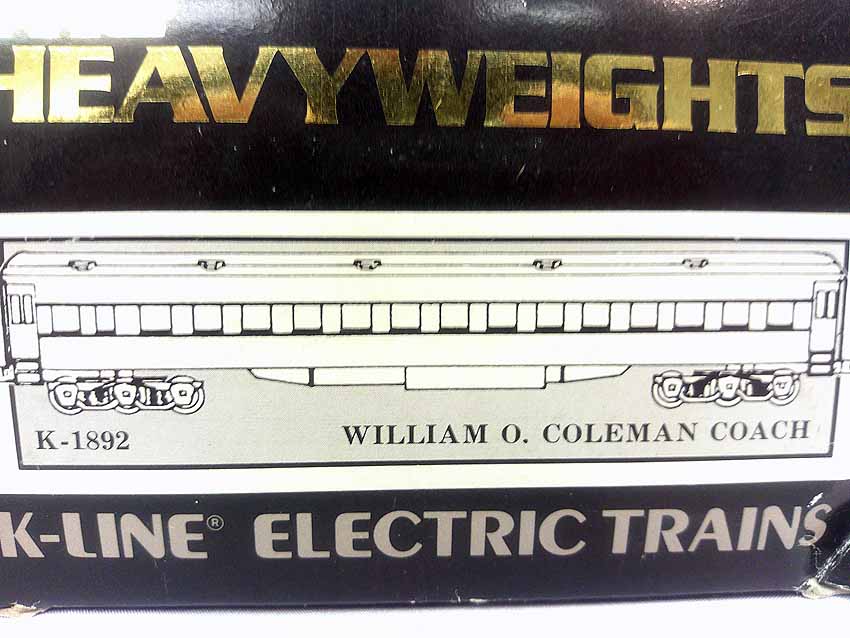 HEAVYWEIGHTS
K-1892 WILLIAM O. COLEMAN COACH
K-LINE® ELECTRIC TRAINS